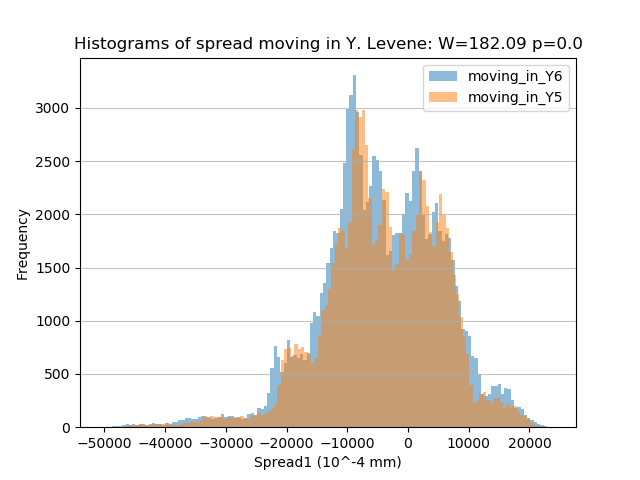 Histograms of spread moving in Y. Levene: W=182.09 p=0.0
moving_in_Y6
moving_in_Y5
Frequency
3000
2500
2000
1500
1000
500
0
−50000 −40000 −30000 −20000 −10000 0 10000 20000
Spread1 (10^-4 mm)